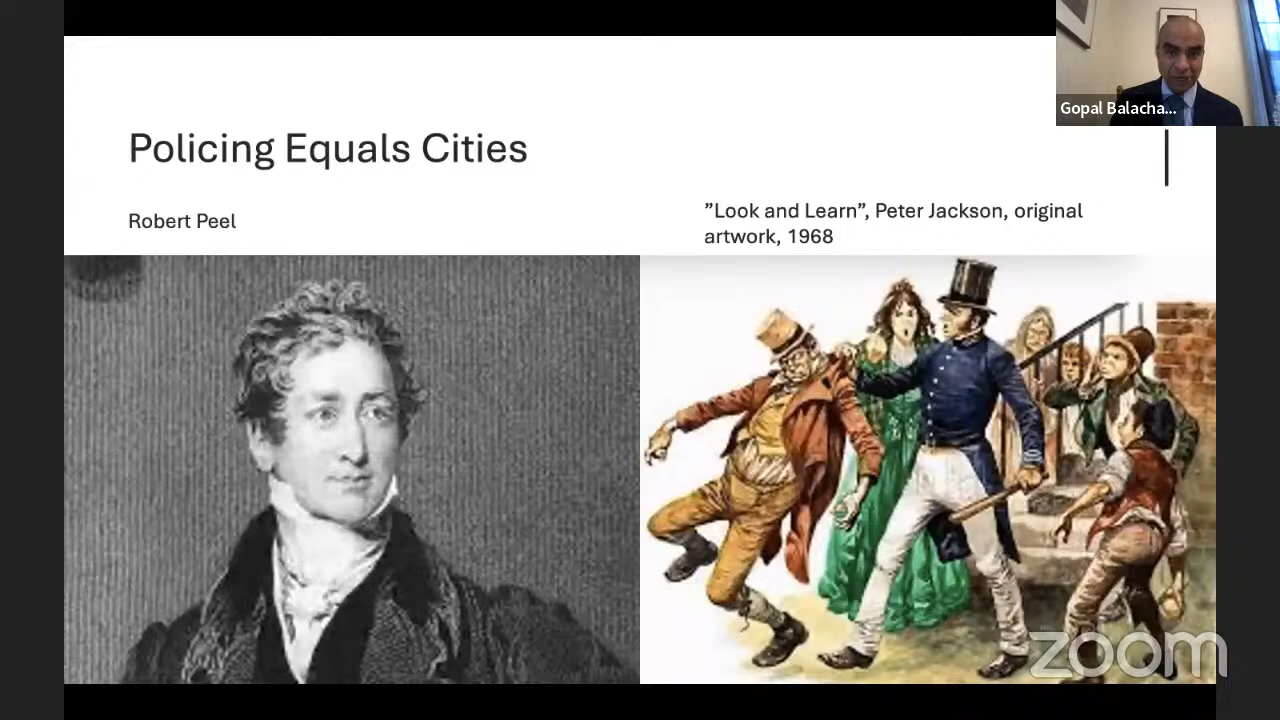 Policing Equals Cities
Robert Peel
”Look and Learn”, Peter Jackson, original
artwork, 1968
Gopal Balacha...
zoom